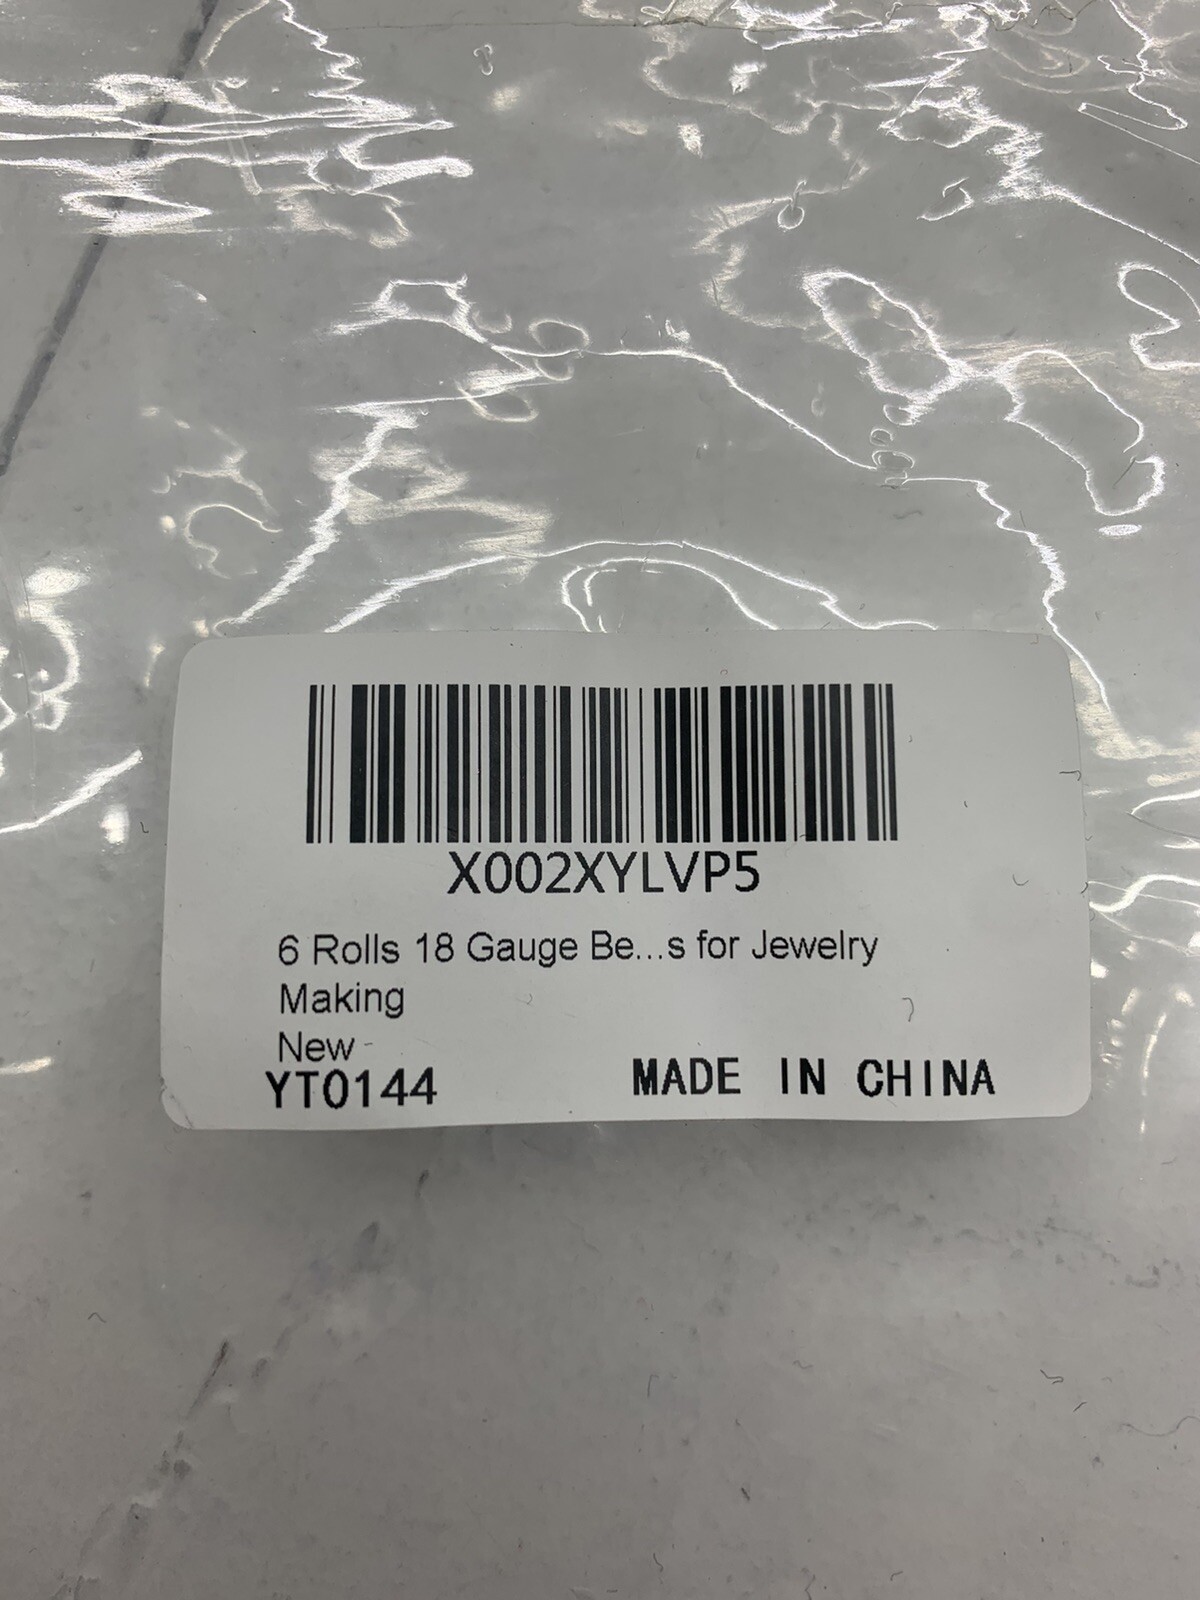 X002XYLVP5
6 Rolls 18 Gauge Be...s for Jewelry
Making
New
YT0144 MADE IN CHINA